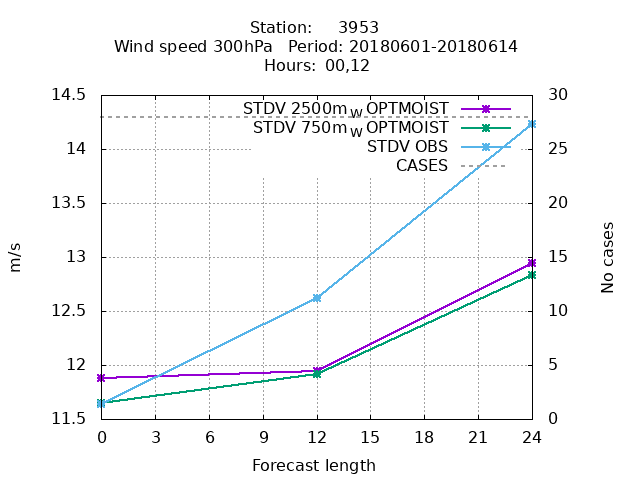 Station: 3953
Wind speed 300hPa Period: 20180601-20180614
Hours: 00,12
14.5 30
STDV 2500m_W OPTMOIST
STDV 750m_W OPTMOIST
STDV OBS
CASES
14 25
13.5 20
13 15
12.5 10
12 5
11.5 0
m/s
No cases
0 3 6 9 12 15 18 21 24
Forecast length